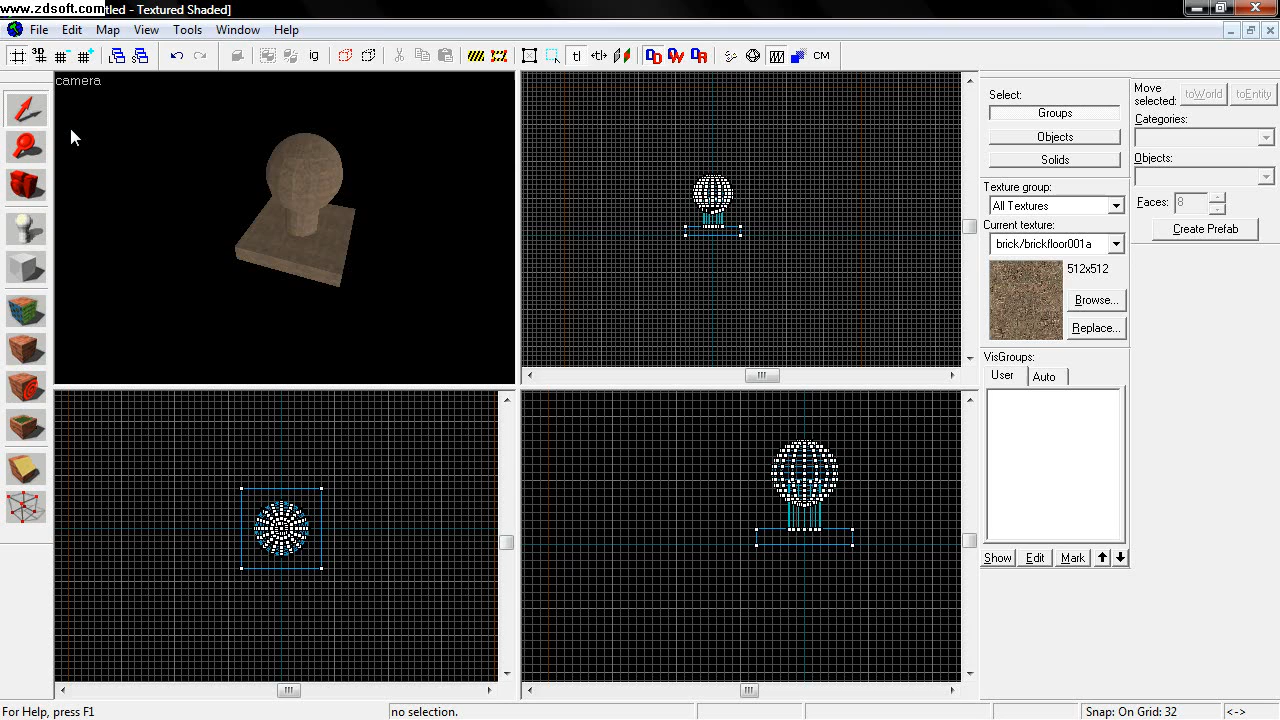 www.zdsoft.com
tled - Textured Shaded]
File Edit Map View Tools Window Help
3D ig tl +tl+ CM
camera
Select:
Groups
Objects
Solids
Texture group:
All Textures
Current texture:
brick/brickfloor001a
512x512
Browse...
Replace...
VisGroups:
User Auto
Show Edit Mark
Move
selected:
toWorld toEntity
Categories:
Objects:
Faces: 8
Create Prefab
For Help, press F1
no selection.
Snap: On Grid: 32
<->